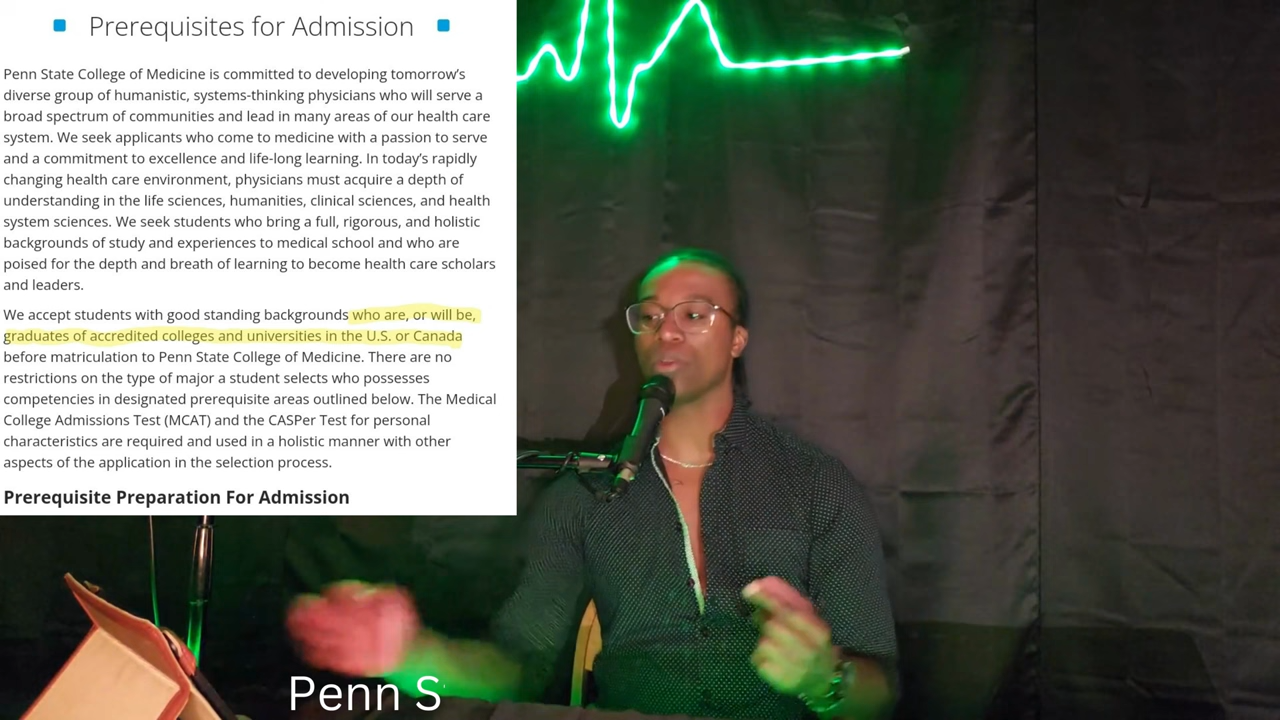 Prerequisites for Admission
Penn State College of Medicine is committed to developing tomorrow's
diverse group of humanistic, systems-thinking physicians who will serve a
broad spectrum of communities and lead in many areas of our health care
system. We seek applicants who come to medicine with a passion to serve
and a commitment to excellence and life-long learning. In today's rapidly
changing health care environment, physicians must acquire a depth of
understanding in the life sciences, humanities, clinical sciences, and health
system sciences. We seek students who bring a full, rigorous, and holistic
backgrounds of study and experiences to medical school and who are
poised for the depth and breath of learning to become health care scholars
and leaders.
We accept students with good standing backgrounds who are, or will be,
graduates of accredited colleges and universities in the U.S. or Canada
before matriculation to Penn State College of Medicine. There are no
restrictions on the type of major a student selects who possesses
competencies in designated prerequisite areas outlined below. The Medical
College Admissions Test (MCAT) and the CASPer Test for personal
characteristics are required and used in a holistic manner with other
aspects of the application in the selection process.
Prerequisite Preparation For Admission
Penn S